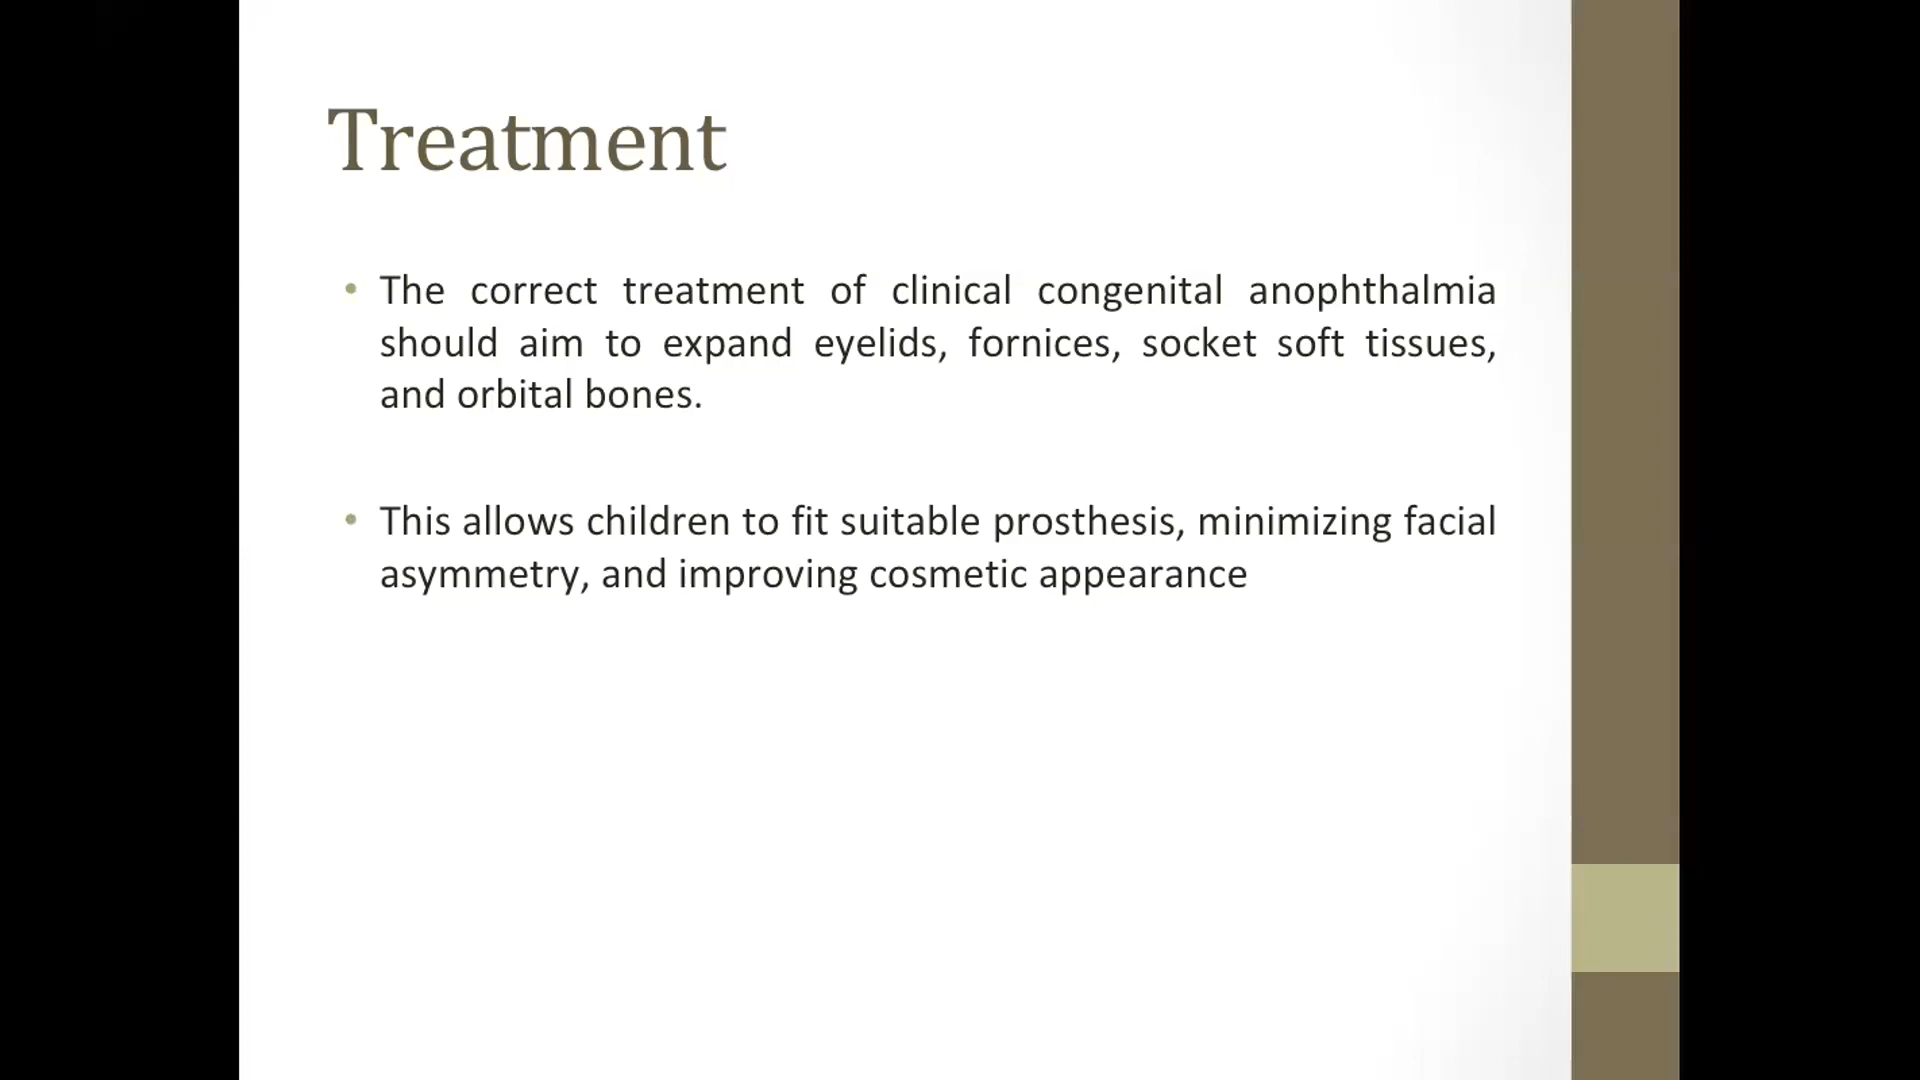 Treatment
• The correct treatment of clinical congenital anophthalmia
should aim to expand eyelids, fornices, socket soft tissues,
and orbital bones.
• This allows children to fit suitable prosthesis, minimizing facial
asymmetry, and improving cosmetic appearance